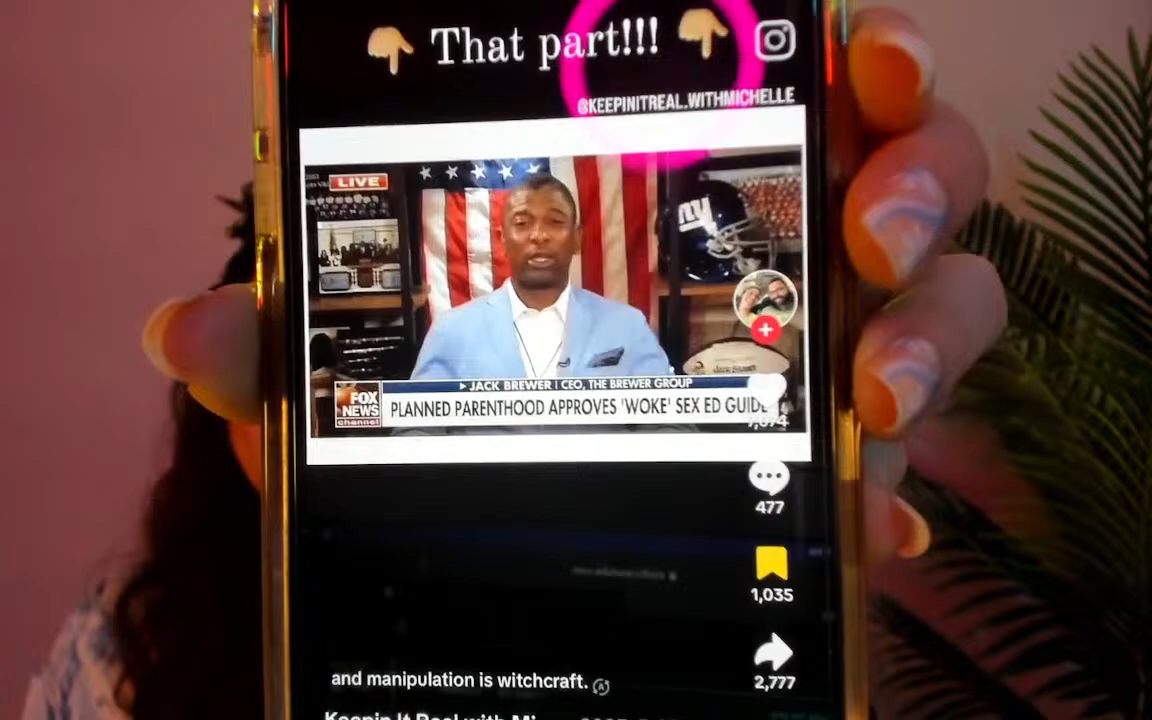 That part!!!
@KEEPINITREAL.WITHMICHELLE
LIVE
ny
JACK BREWER | CEO, THE BREWER GROUP
FOX
NEWS
channel
PLANNED PARENTHOOD APPROVES 'WOKE' SEX ED GUIDE
477
1,035
2,777
and manipulation is witchcraft.